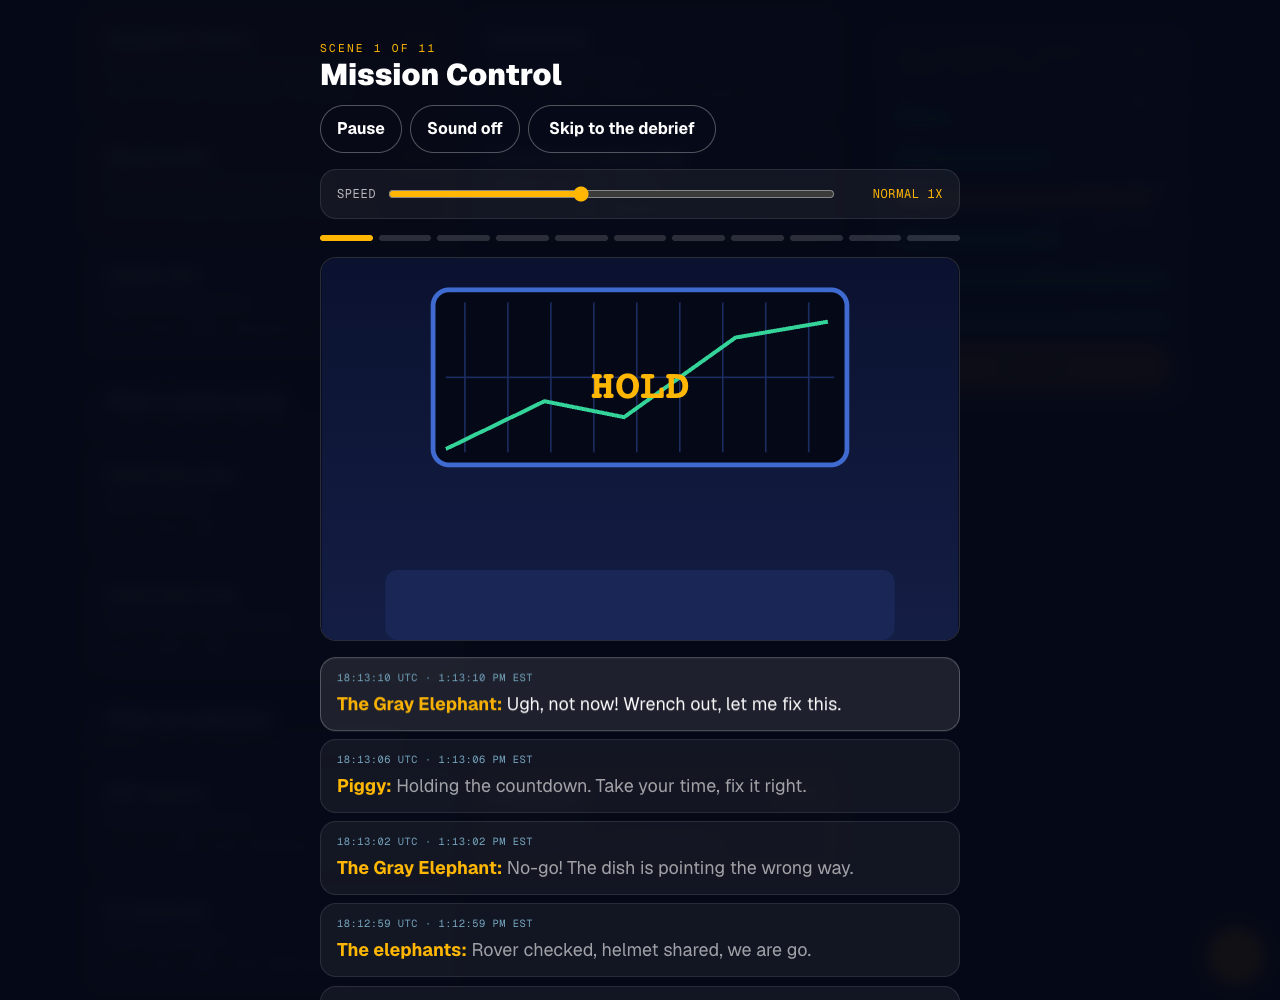 SCENE 1 OF 11
Mission Control
Pause
Sound off
Skip to the debrief
SPEED
NORMAL 1X
HOLD
18:13:10 UTC · 1:13:10 PM EST
The Gray Elephant: Ugh, not now! Wrench out, let me fix this.
18:13:06 UTC · 1:13:06 PM EST
Piggy: Holding the countdown. Take your time, fix it right.
18:13:02 UTC · 1:13:02 PM EST
The Gray Elephant: No-go! The dish is pointing the wrong way.
18:12:59 UTC · 1:12:59 PM EST
The elephants: Rover checked, helmet shared, we are go.